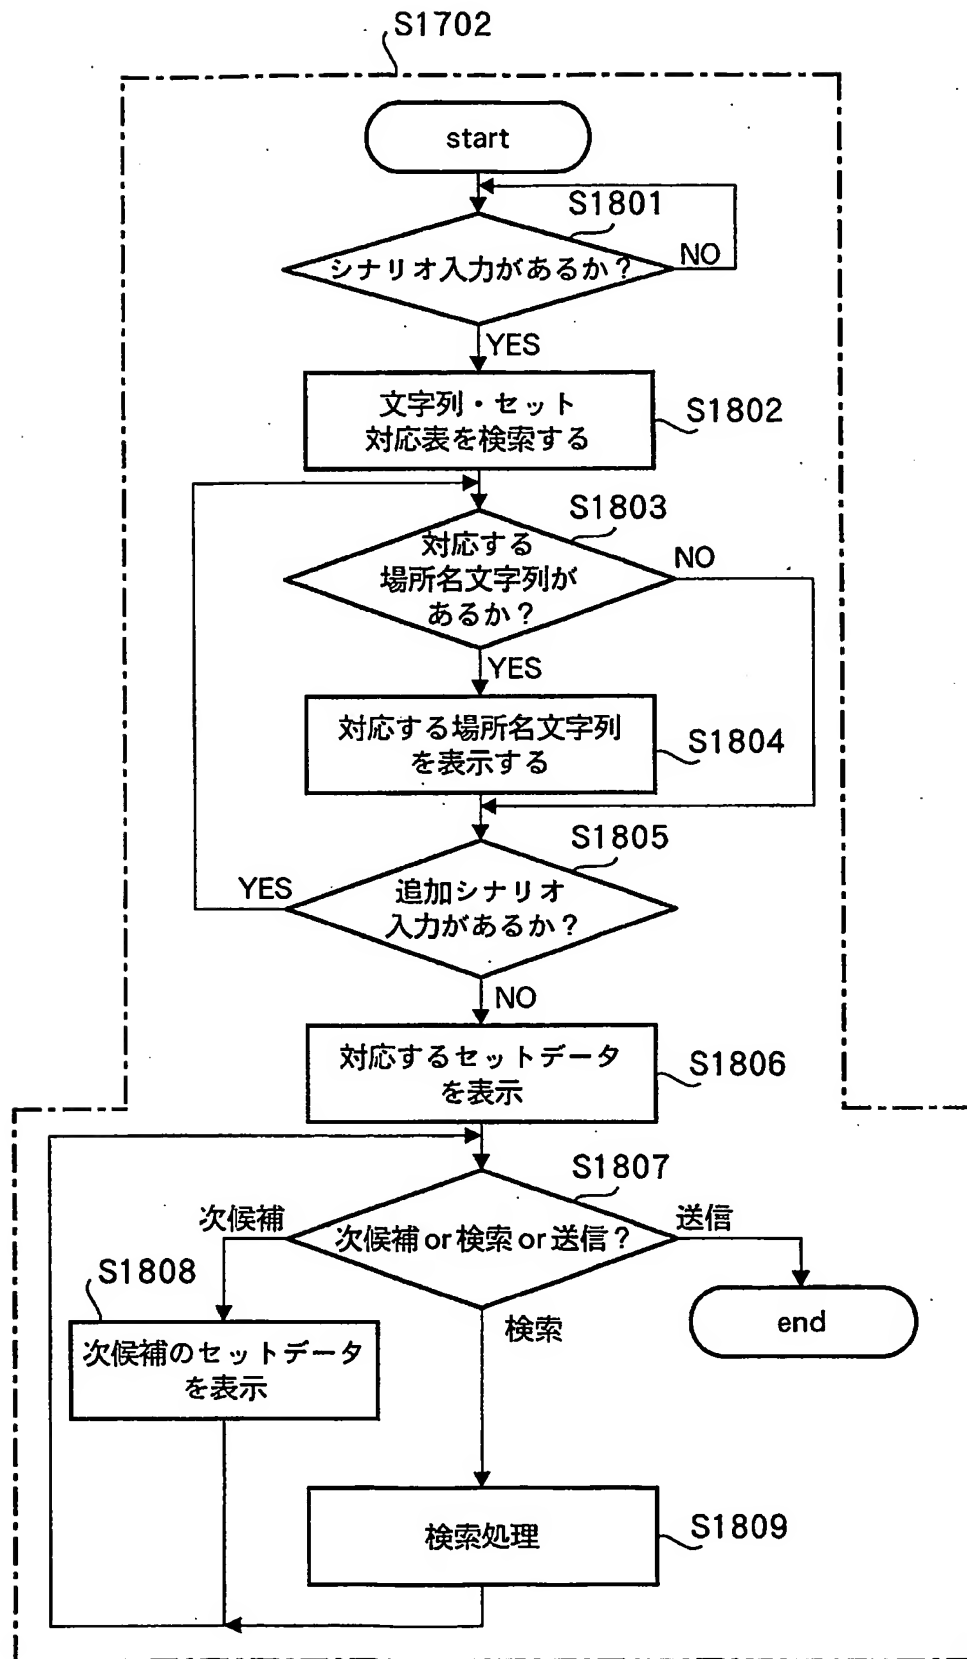 S1702
start
S1801
シナリオ入力があるか？
NO
YES
文字列・セット
対応表を検索する
S1802
S1803
対応する
場所名文字列が
あるか？
NO
YES
対応する場所名文字列
を表示する
S1804
S1805
YES
追加シナリオ
入力があるか？
NO
対応するセットデータ
を表示
S1806
S1807
次候補
次候補or検索or送信？
送信
S1808
検索
end
次候補のセットデータ
を表示
検索処理
S1809